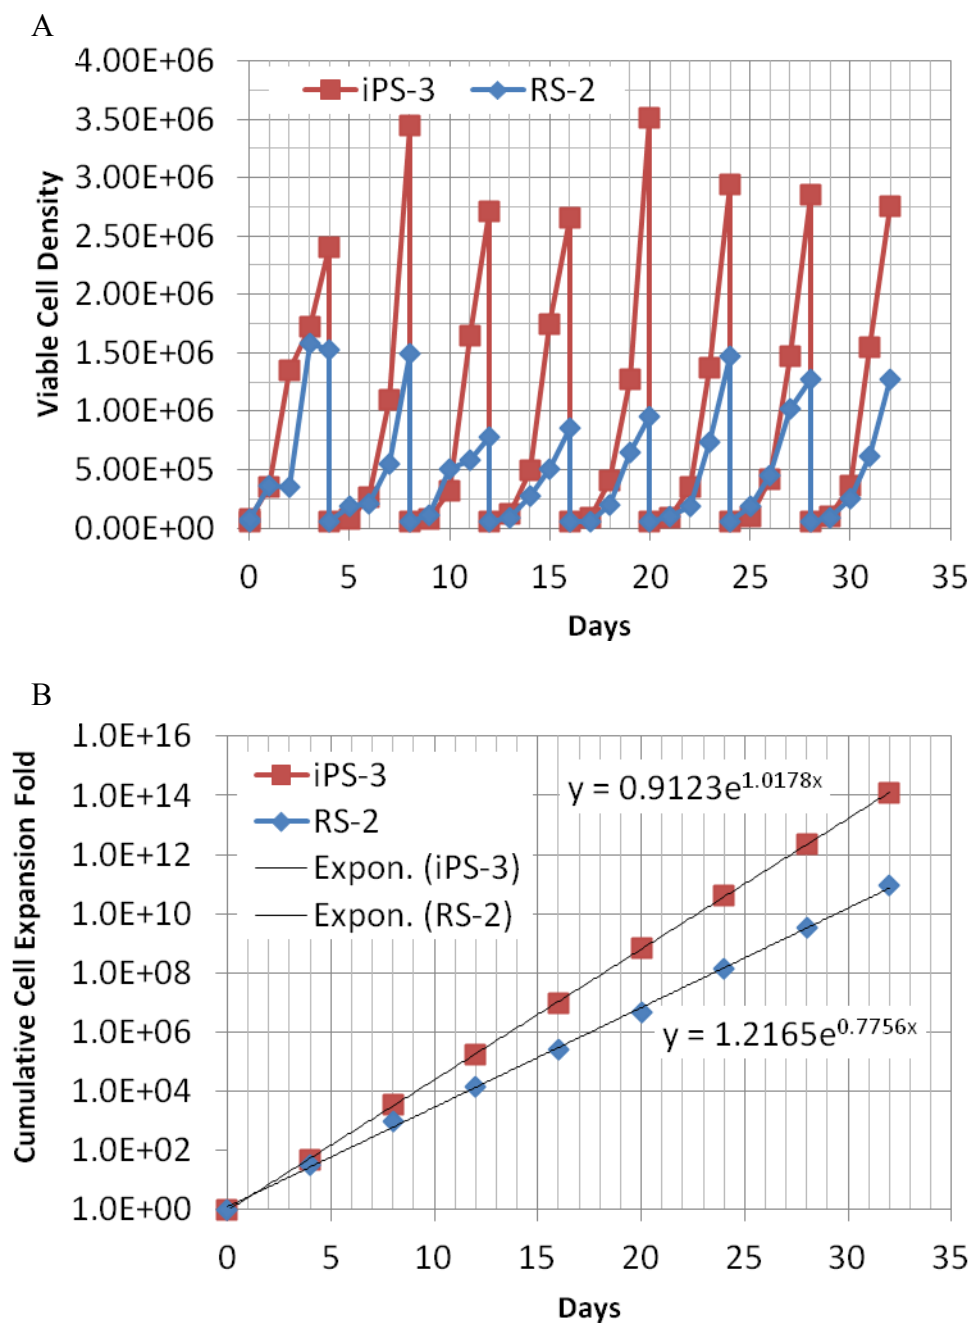 A
4.00E+06
3.50E+06
3.00E+06
2.50E+06
2.00E+06
1.50E+06
1.00E+06
5.00E+05
0.00E+00
Viable Cell Density
iPS-3 RS-2
0 5 10 15 20 25 30 35
Days
B
1.0E+16
1.0E+14
1.0E+12
1.0E+10
1.0E+08
1.0E+06
1.0E+04
1.0E+02
1.0E+00
Cumulative Cell Expansion Fold
iPS-3
RS-2
Expon. (iPS-3)
Expon. (RS-2)
y = 0.9123e^1.0178x
y = 1.2165e^0.7756x
0 5 10 15 20 25 30 35
Days